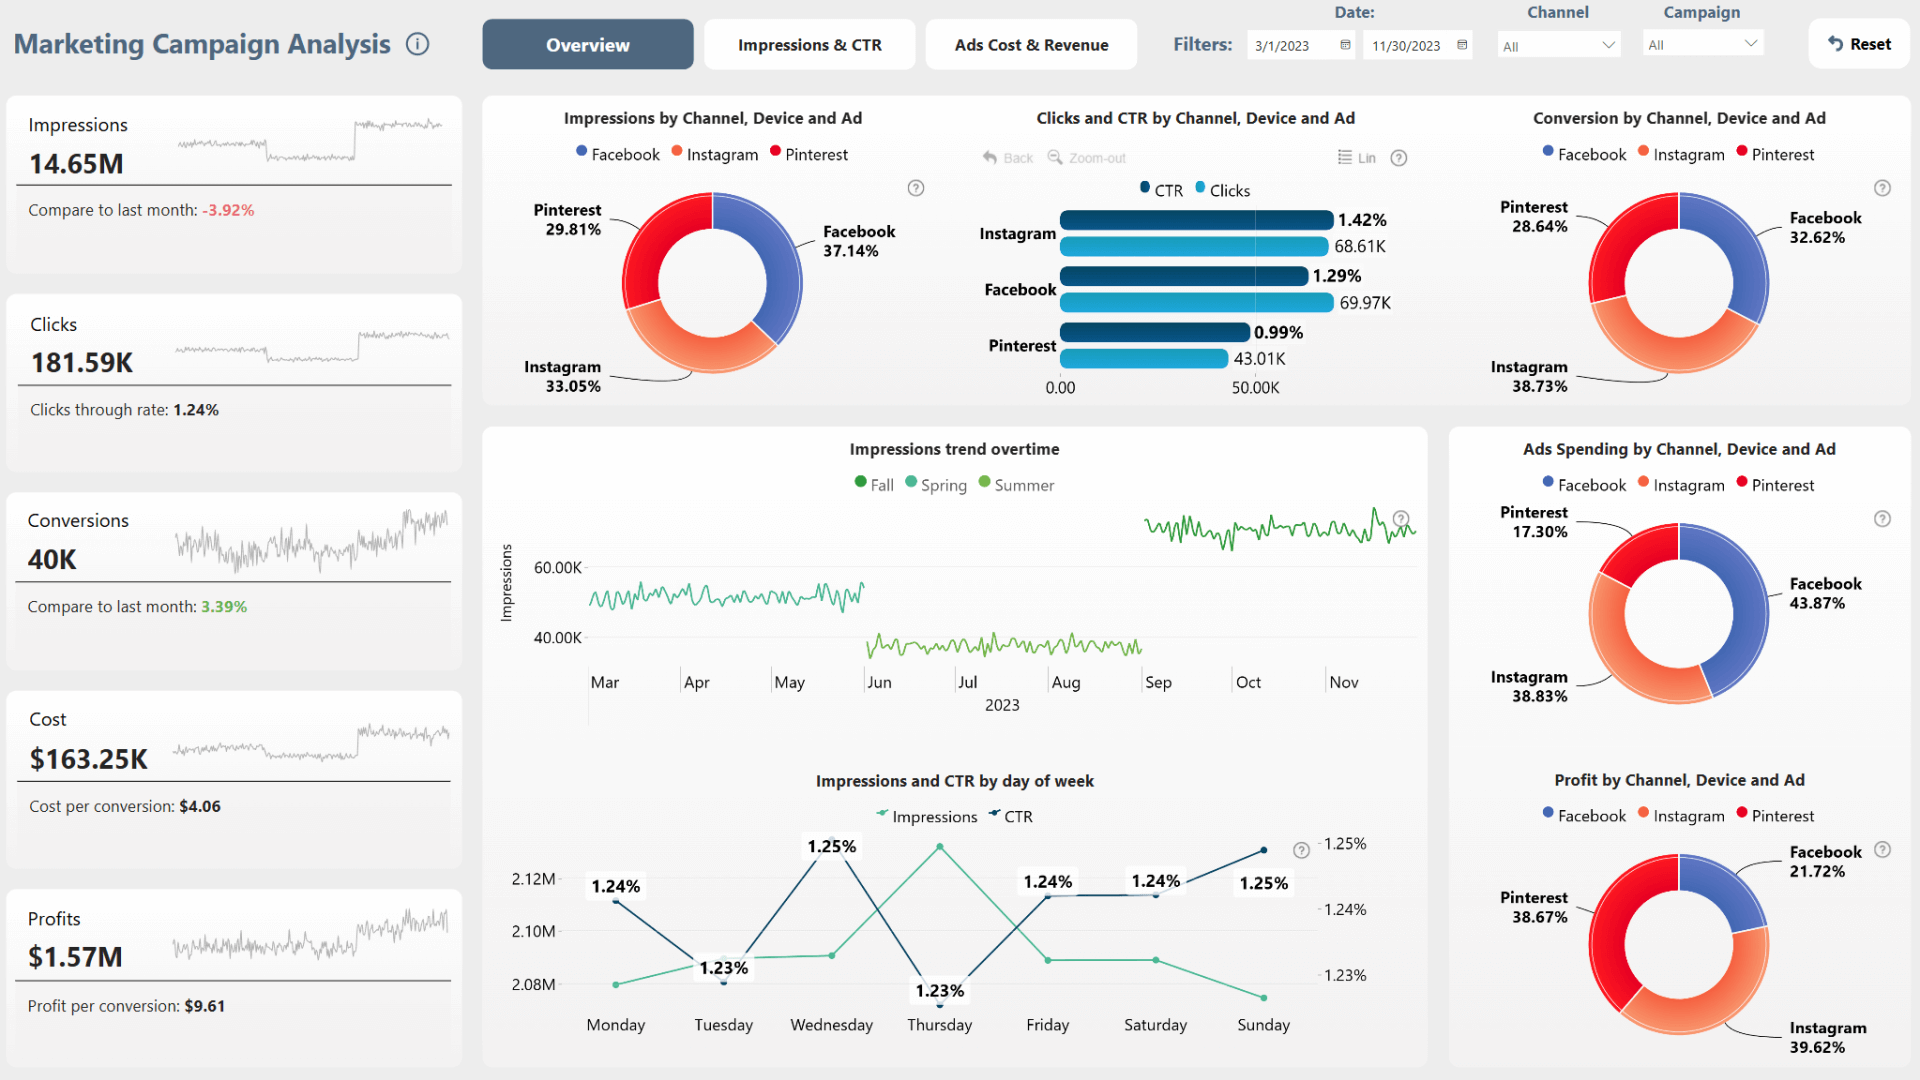 Marketing Campaign Analysis
Overview
Impressions & CTR
Ads Cost & Revenue
Filters:
Date:
3/1/2023
11/30/2023
Channel
All
Campaign
All
Reset
Impressions
14.65M
Compare to last month: -3.92%
Clicks
181.59K
Clicks through rate: 1.24%
Conversions
40K
Compare to last month: 3.39%
Cost
$163.25K
Cost per conversion: $4.06
Profits
$1.57M
Profit per conversion: $9.61
Impressions by Channel, Device and Ad
Facebook Instagram Pinterest
?
Pinterest
29.81%
Facebook
37.14%
Instagram
33.05%
Clicks and CTR by Channel, Device and Ad
Back Zoom-out Lin ?
CTR Clicks
Instagram
1.42%
68.61K
Facebook
1.29%
69.97K
Pinterest
0.99%
43.01K
0.00 50.00K
Conversion by Channel, Device and Ad
Facebook Instagram Pinterest
?
Pinterest
28.64%
Facebook
32.62%
Instagram
38.73%
Impressions trend overtime
Fall Spring Summer
?
Impressions
60.00K
40.00K
Mar Apr May Jun Jul Aug Sep Oct Nov
2023
Impressions and CTR by day of week
Impressions CTR
?
2.12M
2.10M
2.08M
1.24%
1.23%
1.25%
1.23%
1.24%
1.24%
1.25%
1.25%
1.24%
1.23%
Monday Tuesday Wednesday Thursday Friday Saturday Sunday
Ads Spending by Channel, Device and Ad
Facebook Instagram Pinterest
?
Pinterest
17.30%
Facebook
43.87%
Instagram
38.83%
Profit by Channel, Device and Ad
Facebook Instagram Pinterest
?
Facebook
21.72%
Pinterest
38.67%
Instagram
39.62%